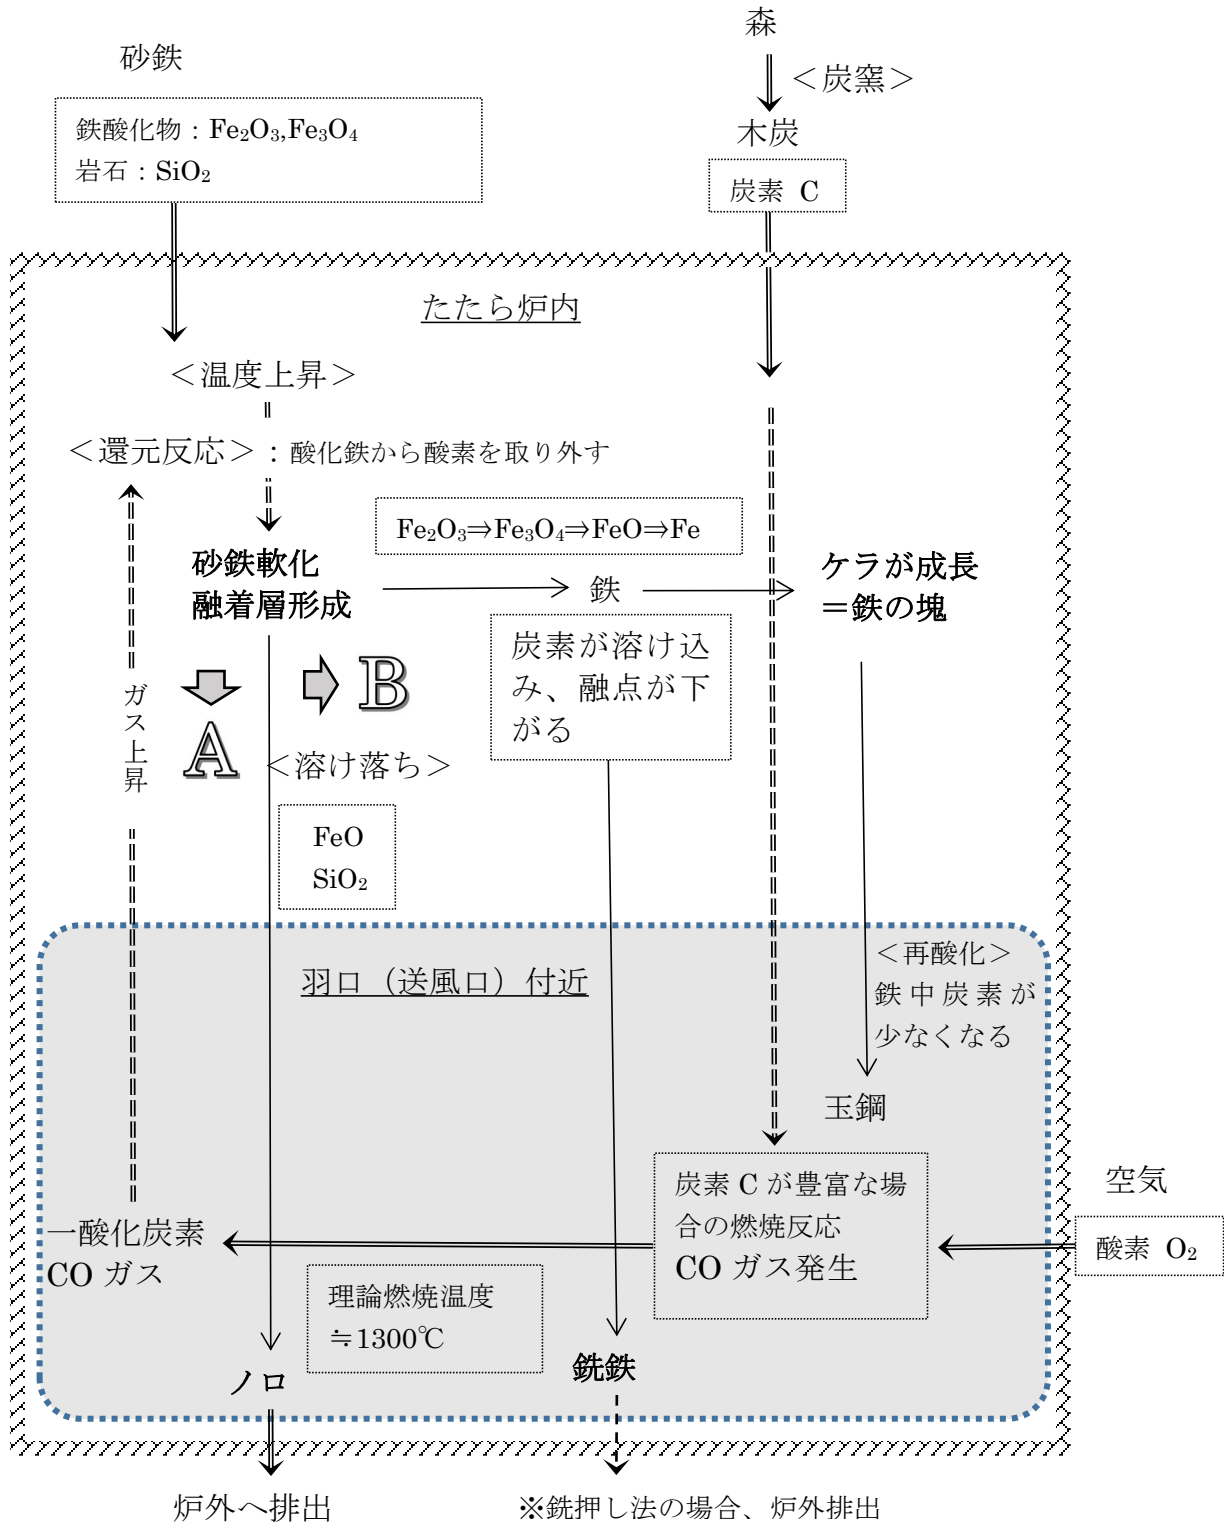 森
砂鉄
＜炭窯＞
鉄酸化物：Fe₂O₃,Fe₃O₄
岩石：SiO₂
木炭
炭素 C
たたら炉内
＜温度上昇＞
＜還元反応＞：酸化鉄から酸素を取り外す
Fe₂O₃⇒Fe₃O₄⇒FeO⇒Fe
砂鉄軟化
融着層形成
鉄
ケラが成長
＝鉄の塊
炭素が溶け込
み、融点が下
がる
ガス上昇
B
A
＜溶け落ち＞
FeO
SiO₂
羽口（送風口）付近
＜再酸化＞
鉄中炭素が
少なくなる
玉鋼
炭素 C が豊富な場
合の燃焼反応
CO ガス発生
空気
酸素 O₂
一酸化炭素
CO ガス
理論燃焼温度
≒1300℃
ノロ
銑鉄
炉外へ排出
※銑押し法の場合、炉外排出